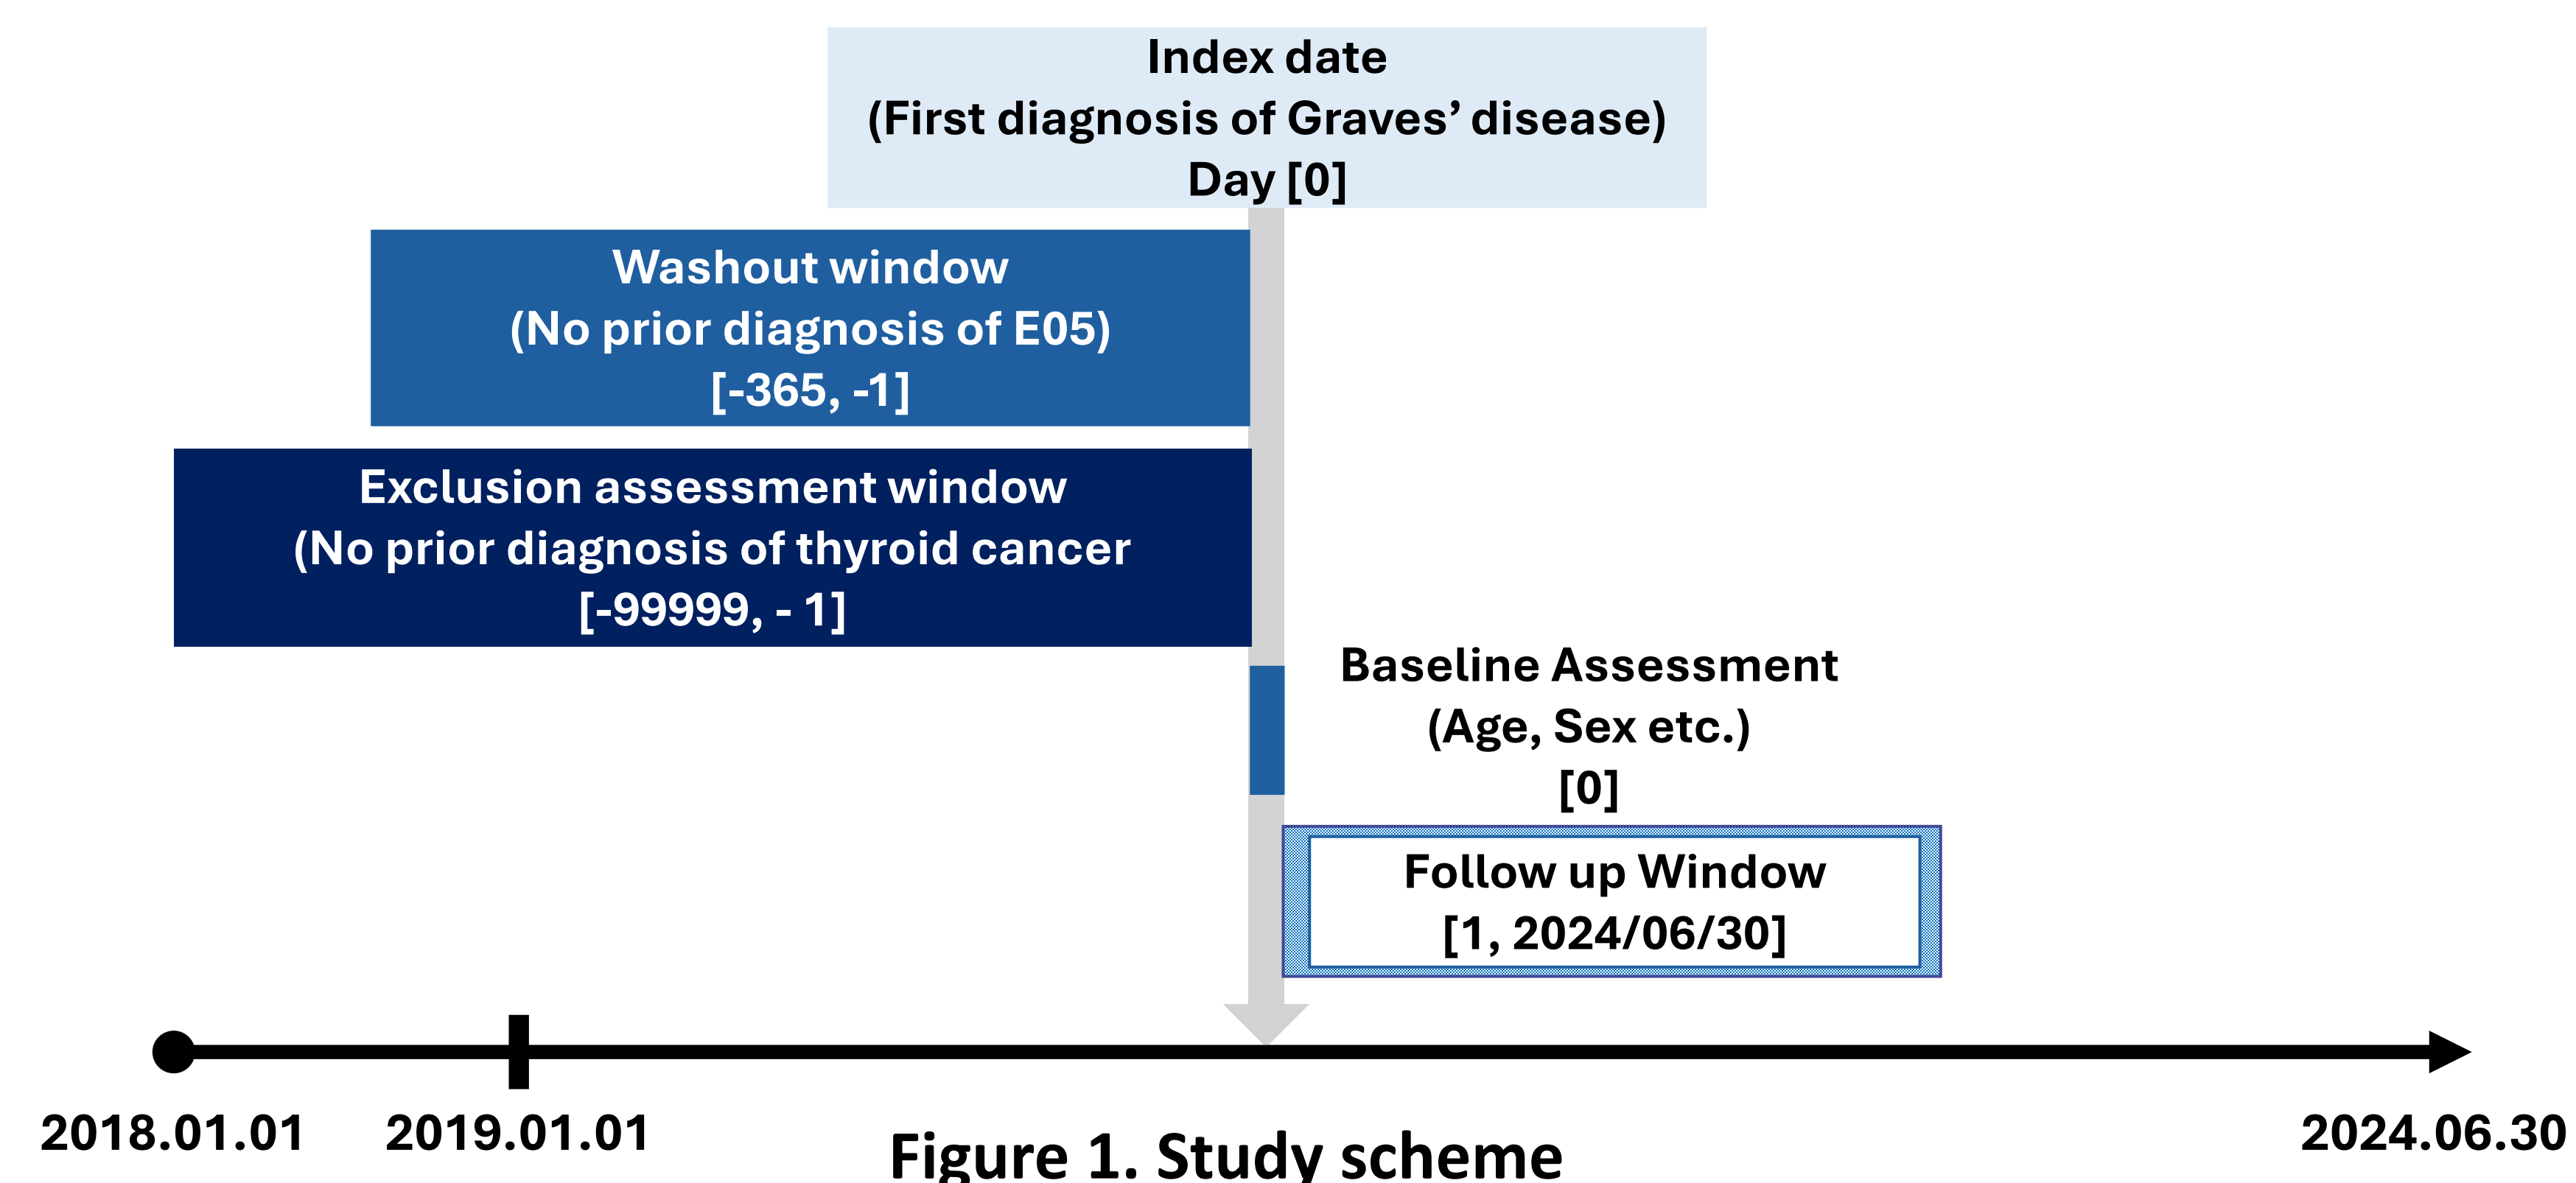 Index date
(First diagnosis of Graves’ disease)
Day [0]
Washout window
(No prior diagnosis of E05)
[-365, -1]
Exclusion assessment window
(No prior diagnosis of thyroid cancer
[-99999, - 1]
Baseline Assessment
(Age, Sex etc.)
[0]
Follow up Window
[1, 2024/06/30]
2018.01.01
2019.01.01
2024.06.30
Figure 1. Study scheme